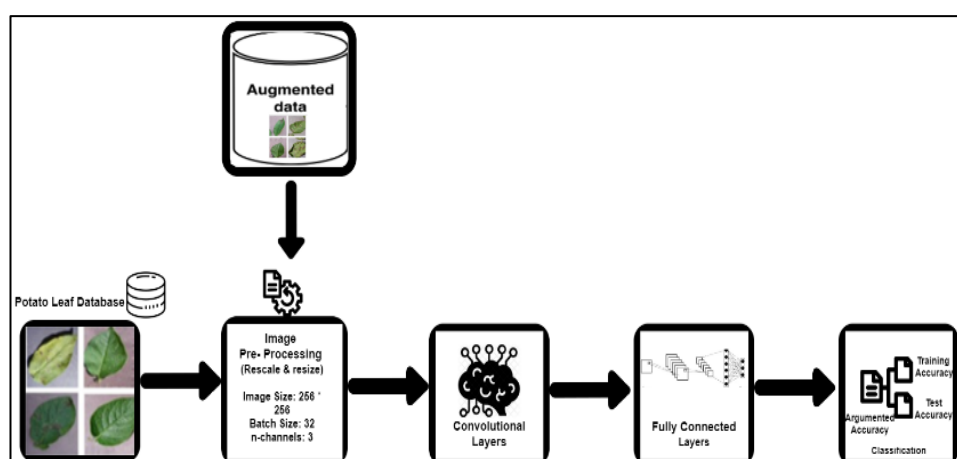 Augmented
data
Potato Leaf Database
Image
Pre- Processing
(Rescale & resize)
Image Size: 256 *
256
Batch Size: 32
n-channels: 3
Convolutional
Layers
Fully Connected
Layers
Training
Accuracy
Test
Accuracy
Argumented
Accuracy
Classification